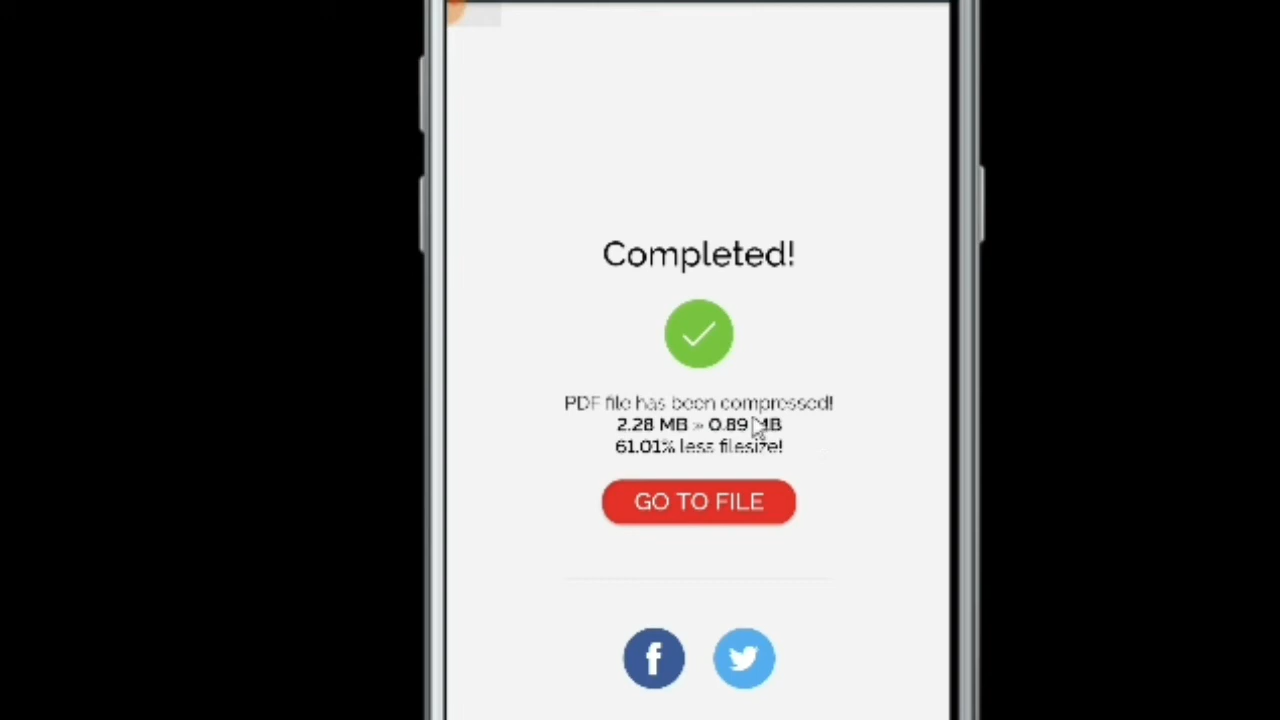 Completed!
PDF file has been compressed!
2.28 MB » 0.89 MB
61.01% less filesize!
GO TO FILE